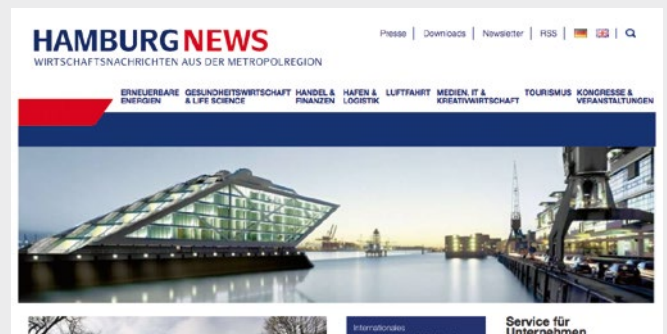 Presse | Downloads | Newsletter | RSS
HAMBURG NEWS
WIRTSCHAFTSNACHRICHTEN AUS DER METROPOLREGION
ERNEUERBARE ENERGIEN
GESUNDHEITSWIRTSCHAFT & LIFE SCIENCE
HANDEL & FINANZEN
HAFEN & LOGISTIK
LUFTFAHRT
MEDIEN, IT & KREATIVWIRTSCHAFT
TOURISMUS
KONGRESSE & VERANSTALTUNGEN
Internationales
Service für
Unternehmen